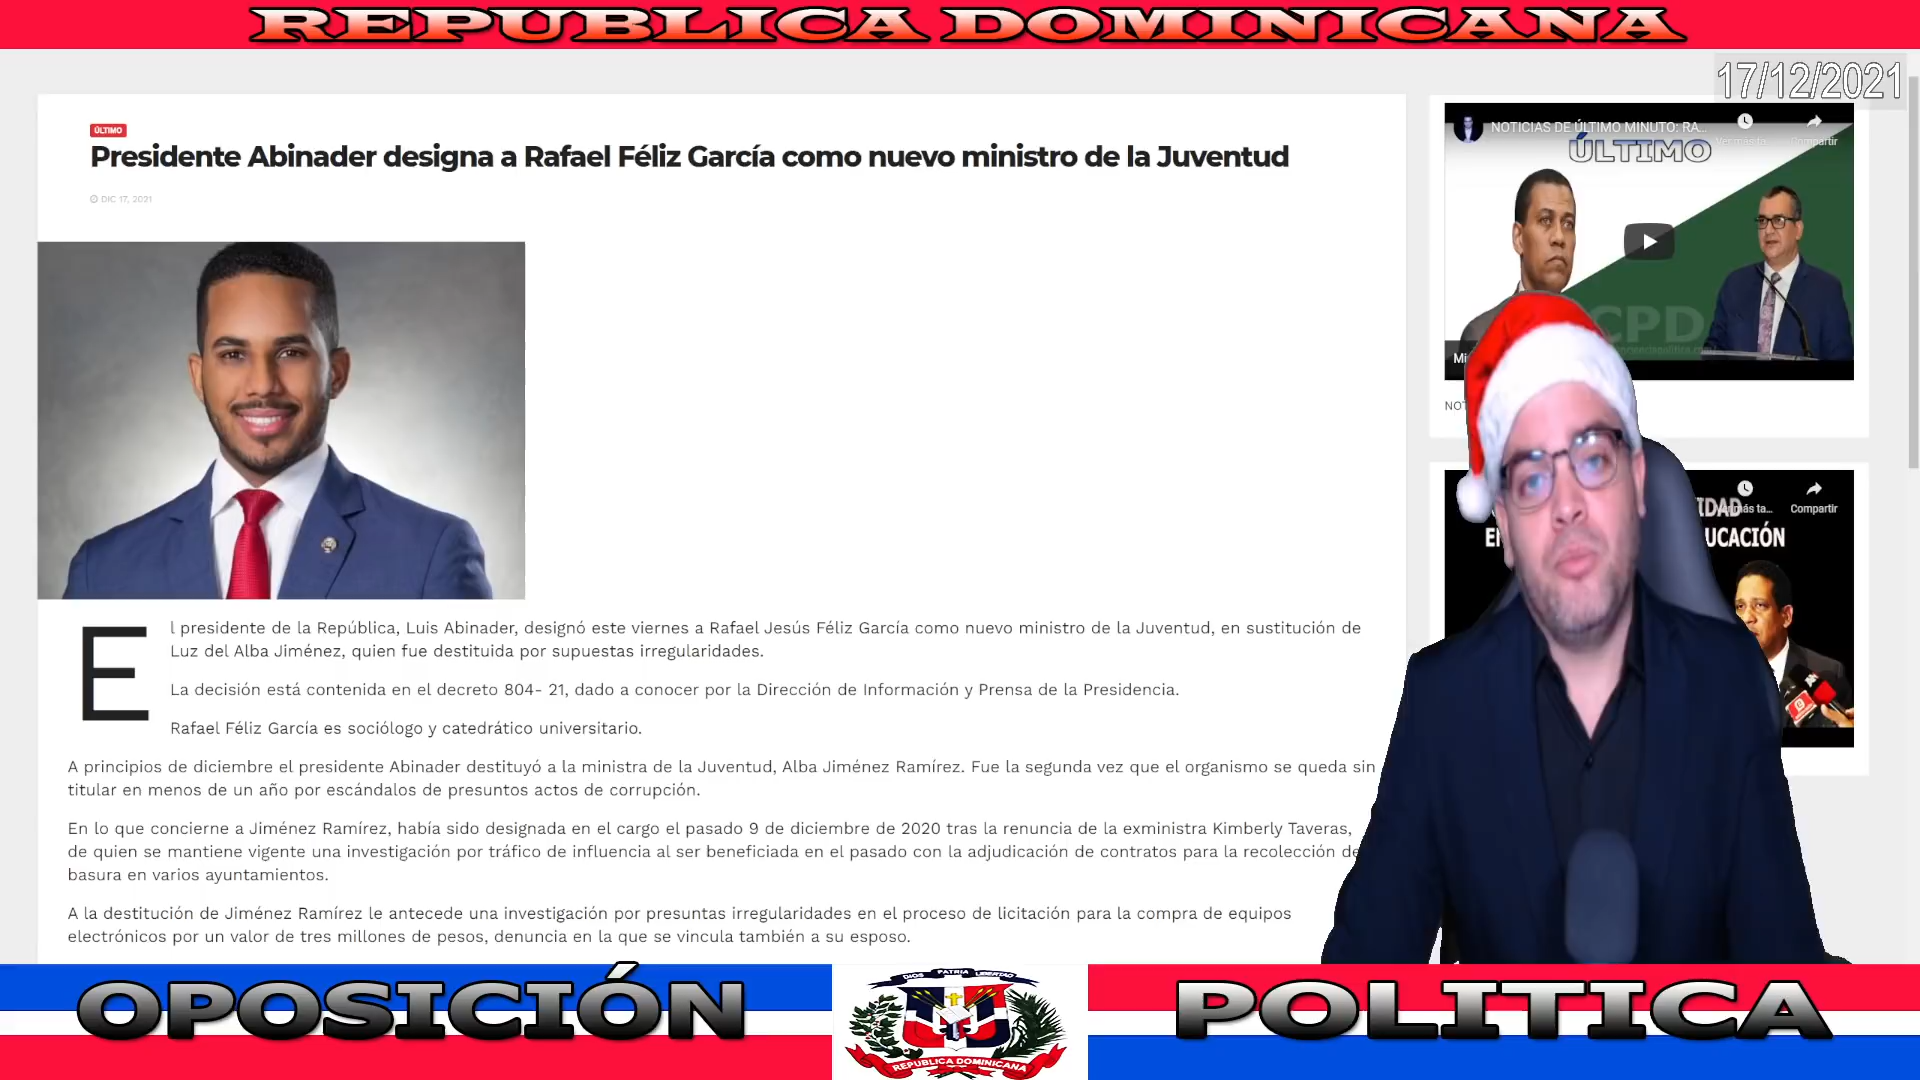 REPUBLICA DOMINICANA
17/12/2021
ÚLTIMO
Presidente Abinader designa a Rafael Féliz García como nuevo ministro de la Juventud
DIC 17, 2021
El presidente de la República, Luis Abinader, designó este viernes a Rafael Jesús Féliz García como nuevo ministro de la Juventud, en sustitución de
Luz del Alba Jiménez, quien fue destituida por supuestas irregularidades.
La decisión está contenida en el decreto 804- 21, dado a conocer por la Dirección de Información y Prensa de la Presidencia.
Rafael Féliz García es sociólogo y catedrático universitario.
A principios de diciembre el presidente Abinader destituyó a la ministra de la Juventud, Alba Jiménez Ramírez. Fue la segunda vez que el organismo se queda sin
titular en menos de un año por escándalos de presuntos actos de corrupción.
En lo que concierne a Jiménez Ramírez, había sido designada en el cargo el pasado 9 de diciembre de 2020 tras la renuncia de la exministra Kimberly Taveras,
de quien se mantiene vigente una investigación por tráfico de influencia al ser beneficiada en el pasado con la adjudicación de contratos para la recolección de
basura en varios ayuntamientos.
A la destitución de Jiménez Ramírez le antecede una investigación por presuntas irregularidades en el proceso de licitación para la compra de equipos
electrónicos por un valor de tres millones de pesos, denuncia en la que se vincula también a su esposo.
NOTICIAS DE ÚLTIMO MINUTO: RA...
Compartir
ÚLTIMO
CPD
Mi
NOT
Ver más ta...
Compartir
IDAD
UCACIÓN
OPOSICIÓN
DIOS PATRIA LIBERTAD
REPUBLICA DOMINICANA
POLITICA